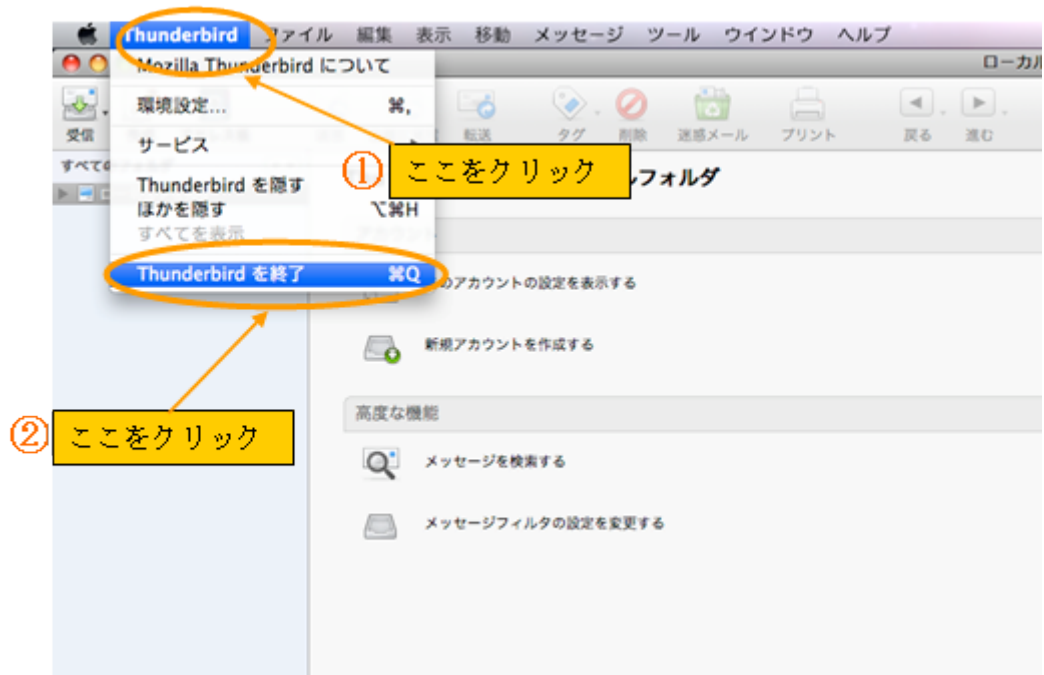 Thunderbird ファイル 編集 表示 移動 メッセージ ツール ウインドウ ヘルプ
Mozilla Thunderbird について
ローカル
環境設定... ⌘,
受信 転送 タグ 削除 迷惑メール プリント 戻る 進む
サービス
すべての
① ここをクリック
ルフォルダ
Thunderbird を隠す
ほかを隠す ⌥⌘H
すべてを表示
アカウント
Thunderbird を終了 ⌘Q
のアカウントの設定を表示する
新規アカウントを作成する
② ここをクリック
高度な機能
メッセージを検索する
メッセージフィルタの設定を変更する